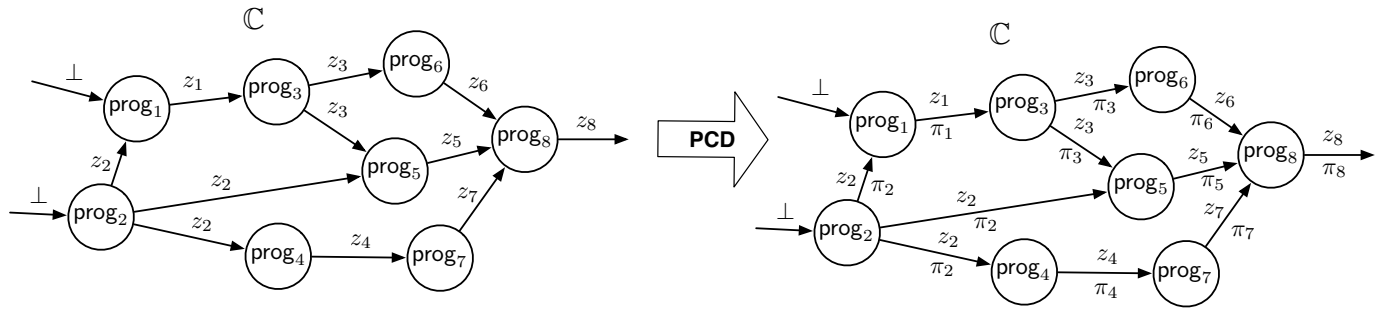 ℂ
⊥
z₁
z₃
prog₆
z₆
prog₁
prog₃
z₃
z₂
z₅
prog₈
z₈
⊥
z₂
prog₅
z₇
prog₂
z₂
z₄
prog₄
prog₇
PCD
ℂ
⊥
z₁
π₁
z₃
π₃
prog₆
z₆
π₆
prog₁
prog₃
z₃
π₃
z₂
π₂
z₅
π₅
prog₈
z₈
π₈
⊥
z₂
π₂
prog₅
z₇
π₇
prog₂
z₂
π₂
z₄
π₄
prog₄
prog₇